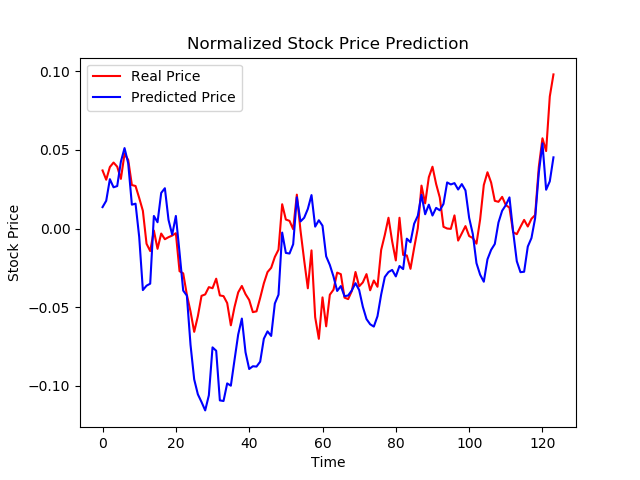 Normalized Stock Price Prediction
Real Price
Predicted Price
Stock Price
0.10
0.05
0.00
−0.05
−0.10
0 20 40 60 80 100 120
Time